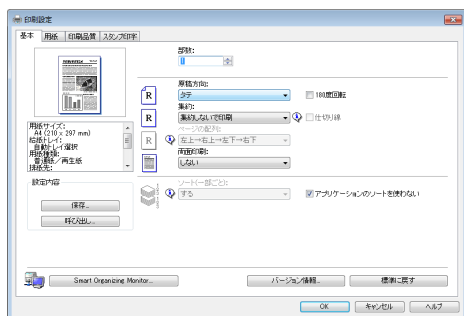 印刷設定
基本 用紙 印刷品質 スタンプ印字
部数:
1
原稿方向:
タテ
180度回転
集約:
集約しないで印刷
仕切り線
ページの配列:
左上→右上→左下→右下
両面印刷:
しない
用紙サイズ:
A4 (210 x 297 mm)
給紙トレイ:
自動トレイ選択
用紙種類:
普通紙/再生紙
排紙先:
設定内容
保存...
呼び出し...
ソート(一部ごと):
する
アプリケーションのソートを使わない
Smart Organizing Monitor...
バージョン情報...
標準に戻す
OK
キャンセル
ヘルプ